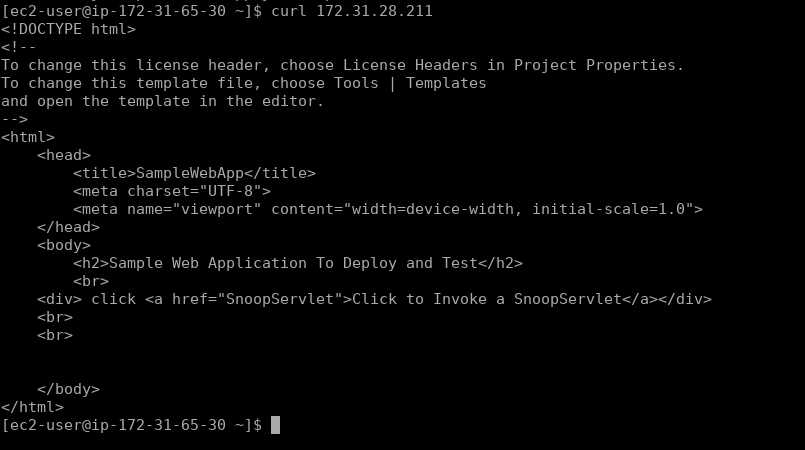 [ec2-user@ip-172-31-65-30 ~]$ curl 172.31.28.211
<!DOCTYPE html>
<!--
To change this license header, choose License Headers in Project Properties.
To change this template file, choose Tools | Templates
and open the template in the editor.
-->
<html>
    <head>
        <title>SampleWebApp</title>
        <meta charset="UTF-8">
        <meta name="viewport" content="width=device-width, initial-scale=1.0">
    </head>
    <body>
        <h2>Sample Web Application To Deploy and Test</h2>
        <br>
    <div> click <a href="SnoopServlet">Click to Invoke a SnoopServlet</a></div>
    <br>
    <br>
    </body>
</html>
[ec2-user@ip-172-31-65-30 ~]$